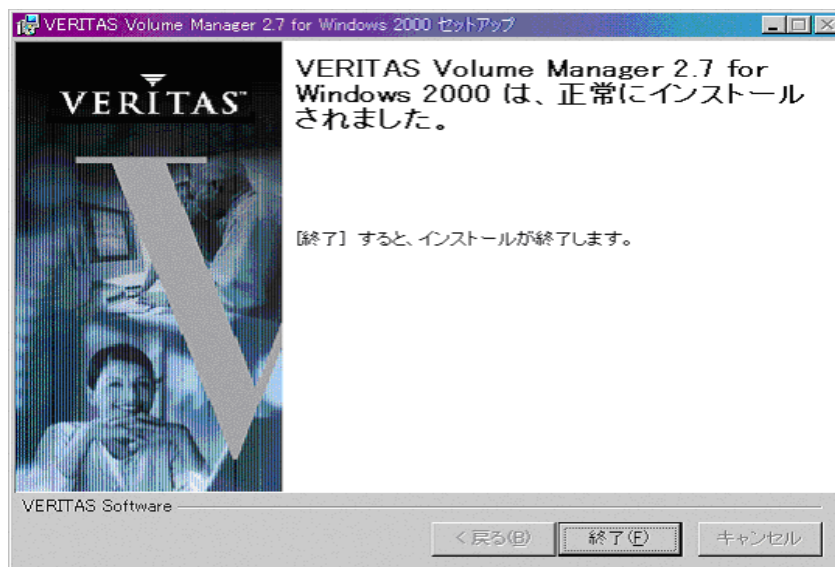 VERITAS Volume Manager 2.7 for Windows 2000 セットアップ
VERITAS™
VERITAS Volume Manager 2.7 for
Windows 2000 は、正常にインストール
されました。
[終了] すると、インストールが終了します。
VERITAS Software
< 戻る(B)
終了(F)
キャンセル